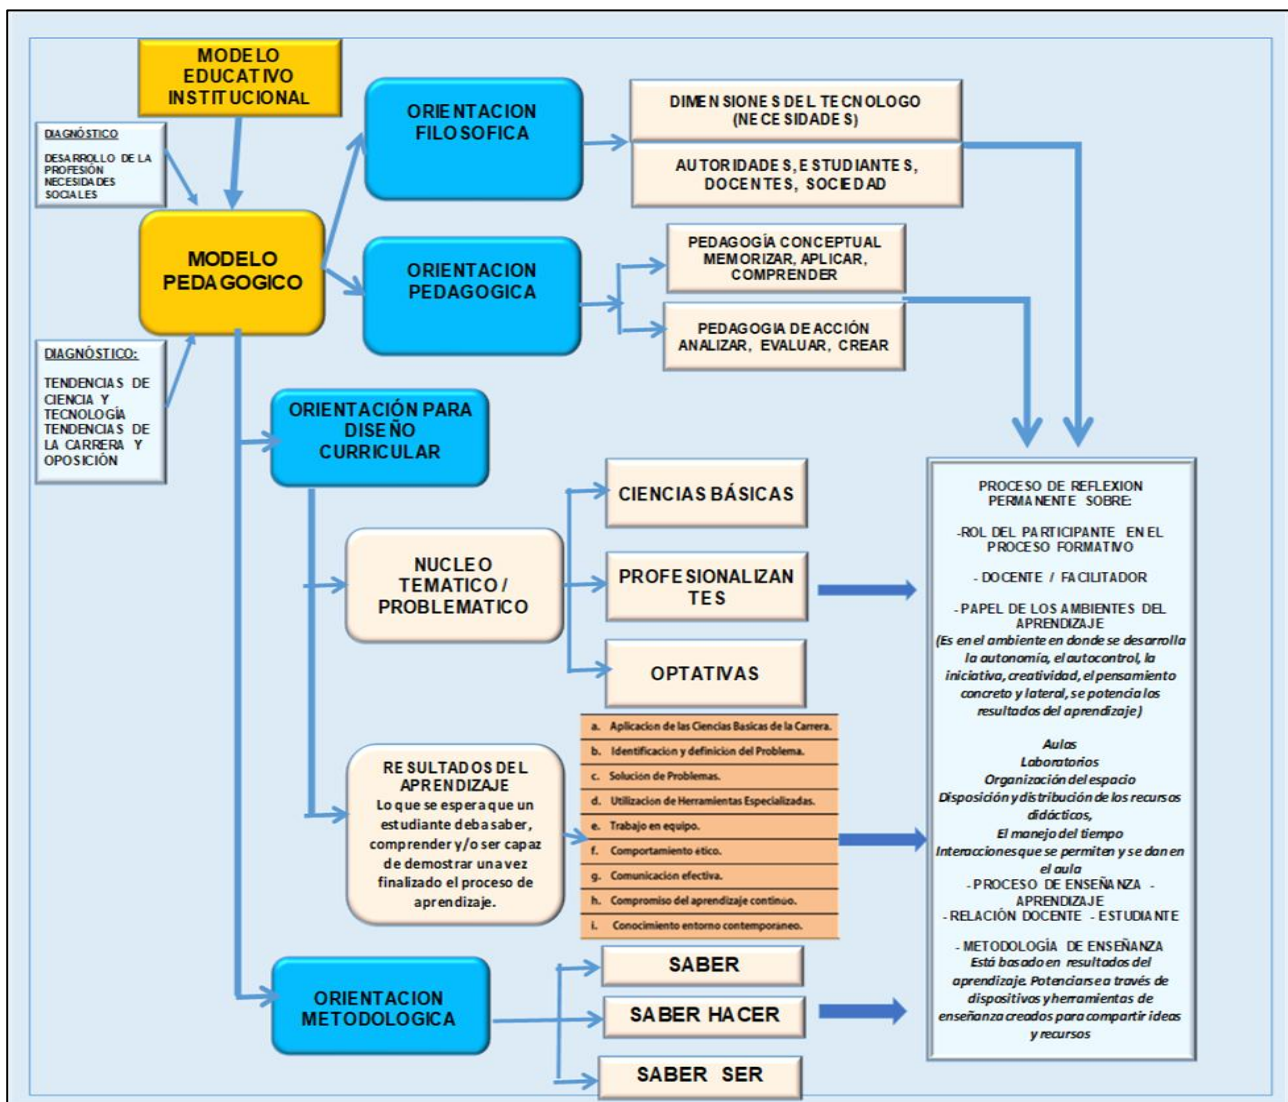 MODELO
EDUCATIVO
INSTITUCIONAL
DIAGNÓSTICO
DESARROLLO DE LA
PROFESIÓN
NECESIDADES
SOCIALES
MODELO
PEDAGOGICO
DIAGNÓSTICO:
TENDENCIAS DE
CIENCIA Y
TECNOLOGÍA
TENDENCIAS DE
LA CARRERA Y
OPOSICIÓN
ORIENTACION
FILOSOFICA
DIMENSIONES DEL TECNOLOGO
(NECESIDADES)
AUTORIDADES, ESTUDIANTES,
DOCENTES, SOCIEDAD
ORIENTACION
PEDAGOGICA
PEDAGOGÍA CONCEPTUAL
MEMORIZAR, APLICAR,
COMPRENDER
PEDAGOGIA DE ACCIÓN
ANALIZAR, EVALUAR, CREAR
ORIENTACIÓN PARA
DISEÑO
CURRICULAR
NUCLEO
TEMATICO /
PROBLEMATICO
CIENCIAS BÁSICAS
PROFESIONALIZAN
TES
OPTATIVAS
RESULTADOS DEL
APRENDIZAJE
Lo que se espera que un
estudiante deba saber,
comprender y/o ser capaz
de demostrar una vez
finalizado el proceso de
aprendizaje.
a. Aplicacion de las Ciencias Basicas de la Carrera.
b. Identificacion y definicion del Problema.
c. Solucion de Problemas.
d. Utilizacion de Herramientas Especializadas.
e. Trabajo en equipo.
f. Comportamiento etico.
g. Comunicacion efectiva.
h. Compromiso del aprendizaje continuo.
i. Conocimiento entorno contemporaneo.
ORIENTACION
METODOLOGICA
SABER
SABER HACER
SABER SER
PROCESO DE REFLEXION
PERMANENTE SOBRE:
-ROL DEL PARTICIPANTE EN EL
PROCESO FORMATIVO
- DOCENTE / FACILITADOR
- PAPEL DE LOS AMBIENTES DEL
APRENDIZAJE
(Es en el ambiente en donde se desarrolla
la autonomía, el autocontrol, la
iniciativa, creatividad, el pensamiento
concreto y lateral, se potencia los
resultados del aprendizaje)
Aulas
Laboratorios
Organización del espacio
Disposición y distribución de los recursos
didácticos,
El manejo del tiempo
Interacciones que se permiten y se dan en
el aula
- PROCESO DE ENSEÑANZA -
APRENDIZAJE
- RELACIÓN DOCENTE - ESTUDIANTE
- METODOLOGÍA DE ENSEÑANZA
Está basado en resultados del
aprendizaje. Potenciarse a través de
dispositivos y herramientas de
enseñanza creados para compartir ideas
y recursos